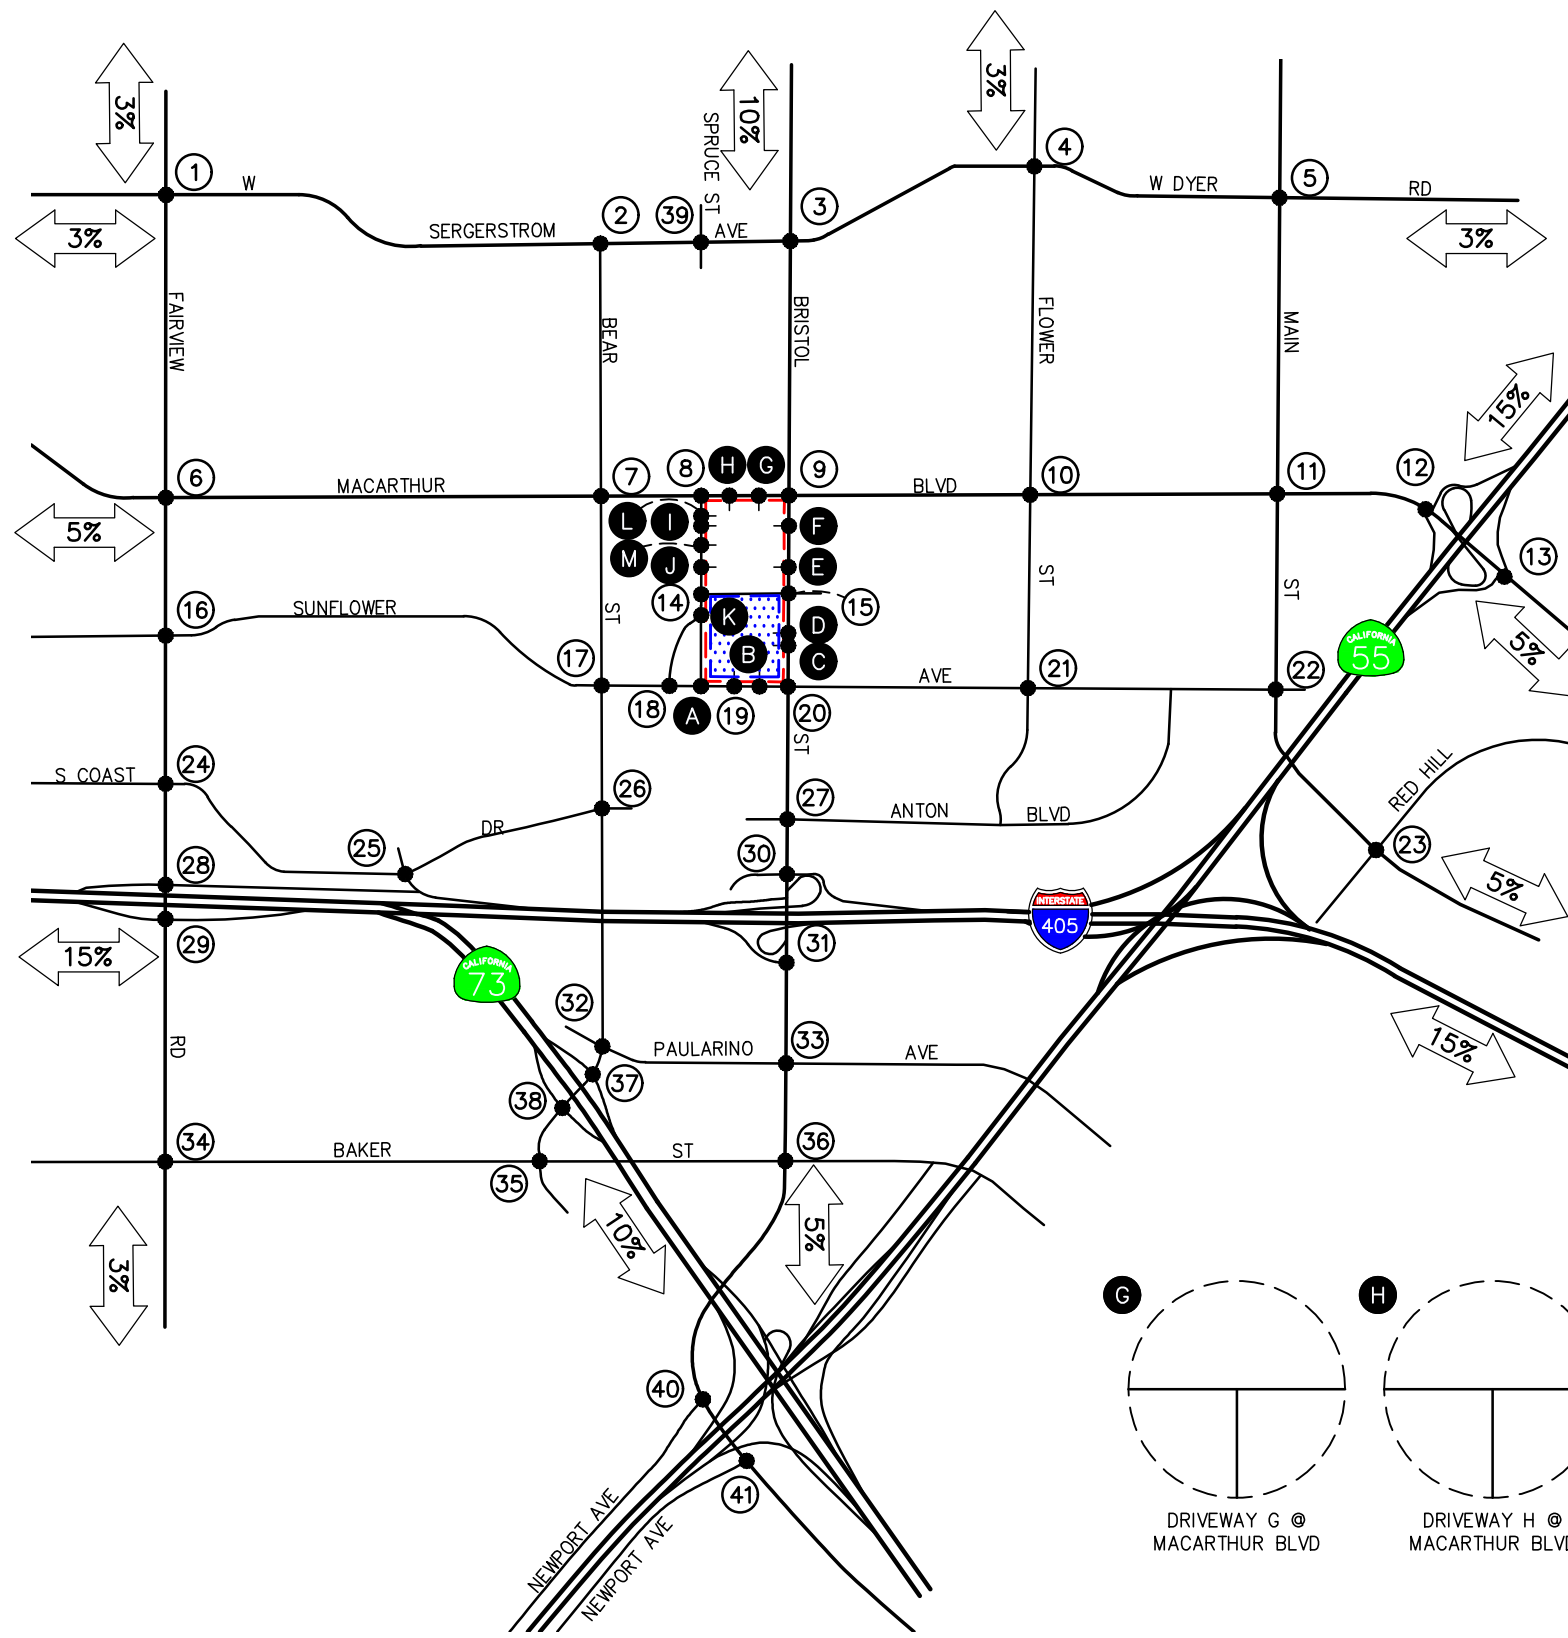 3%
10%
3%
SPRUCE ST
1
W
4
W DYER
5
RD
2
39
3
3%
SERGERSTROM
AVE
3%
FAIRVIEW
BEAR
BRISTOL
FLOWER
MAIN
15%
6
MACARTHUR
7
8
H
G
9
BLVD
10
11
12
5%
L
I
F
13
M
J
E
ST
ST
16
SUNFLOWER
ST
14
K
15
D
5%
17
B
C
CALIFORNIA
55
AVE
21
22
18
A
19
20
ST
24
S COAST
26
27
ANTON
BLVD
RED HILL
DR
25
23
28
30
5%
INTERSTATE
405
29
31
15%
CALIFORNIA
73
32
RD
PAULARINO
33
AVE
15%
37
38
34
BAKER
ST
36
35
10%
5%
3%
G
H
40
41
NEWPORT AVE
NEWPORT AVE
DRIVEWAY G @
MACARTHUR BLVD
DRIVEWAY H @
MACARTHUR BLVD